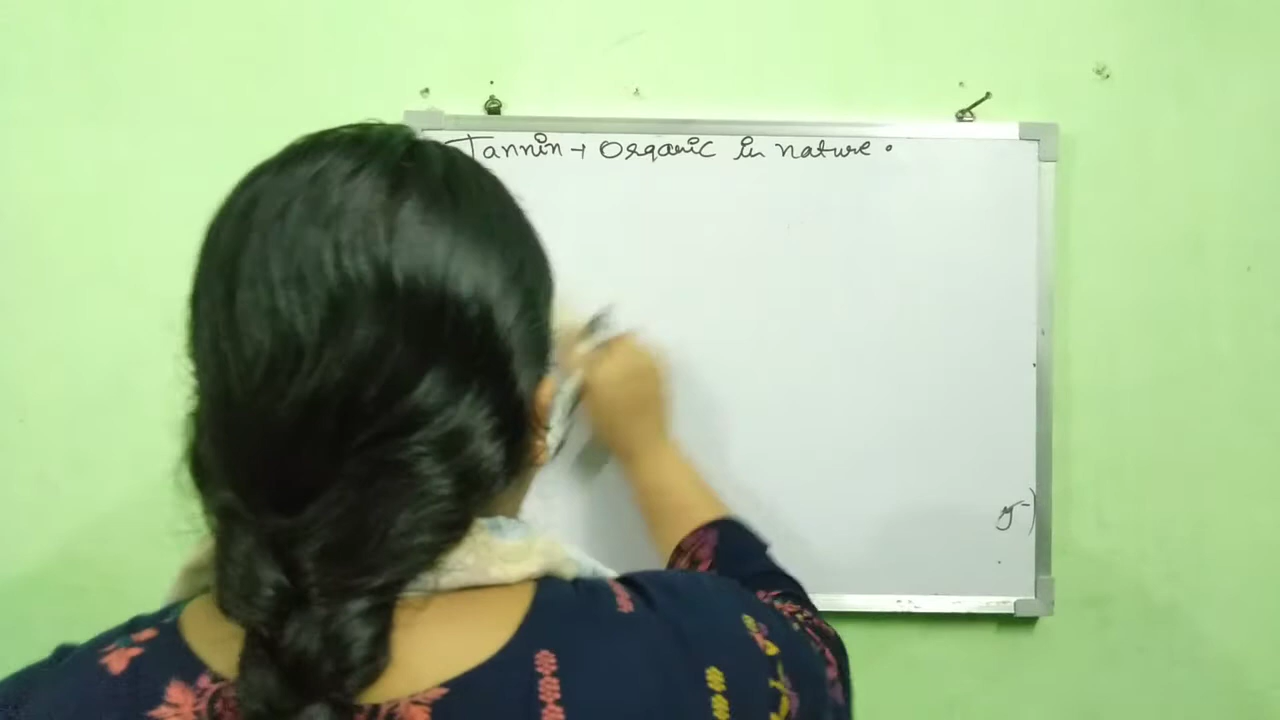 Tannin → Organic in nature.